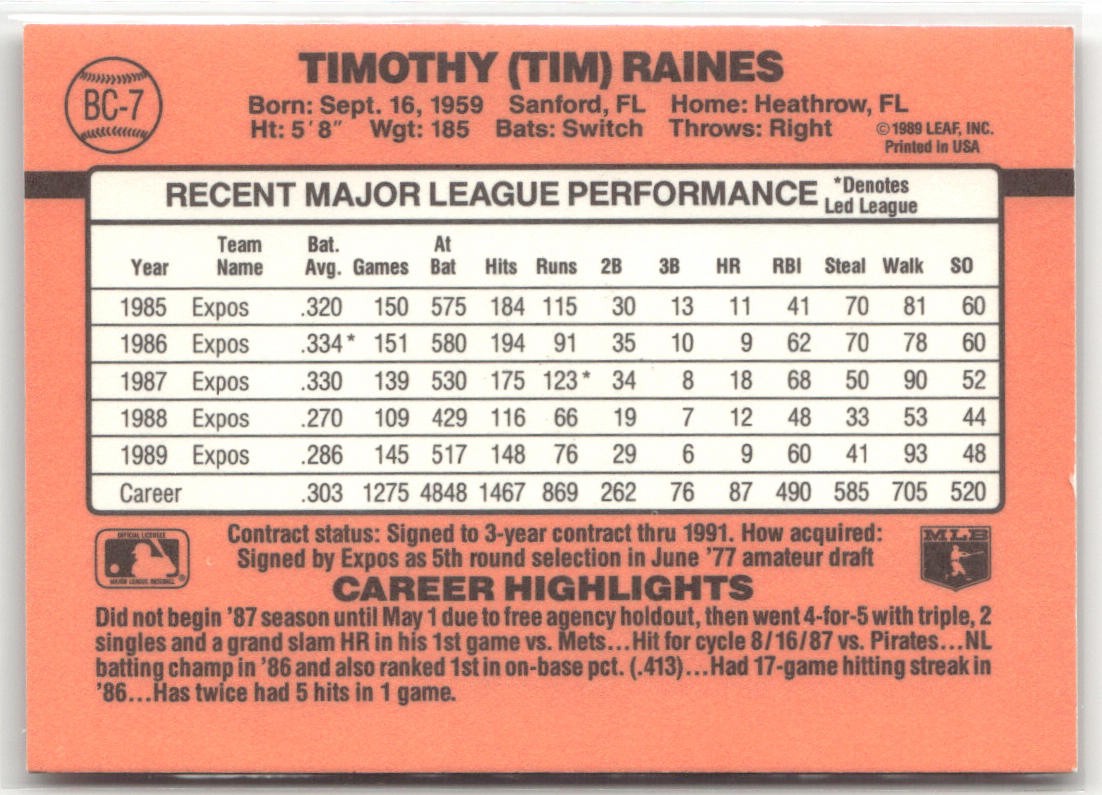 BC-7
TIMOTHY (TIM) RAINES
Born: Sept. 16, 1959 Sanford, FL Home: Heathrow, FL
Ht: 5'8" Wgt: 185 Bats: Switch Throws: Right
©1989 LEAF, INC.
Printed in USA
RECENT MAJOR LEAGUE PERFORMANCE *Denotes
Led League
Team Bat. At
Year Name Avg. Games Bat Hits Runs 2B 3B HR RBI Steal Walk SO
1985 Expos .320 150 575 184 115 30 13 11 41 70 81 60
1986 Expos .334* 151 580 194 91 35 10 9 62 70 78 60
1987 Expos .330 139 530 175 123* 34 8 18 68 50 90 52
1988 Expos .270 109 429 116 66 19 7 12 48 33 53 44
1989 Expos .286 145 517 148 76 29 6 9 60 41 93 48
Career .303 1275 4848 1467 869 262 76 87 490 585 705 520
OFFICIAL LICENSEE
MAJOR LEAGUE BASEBALL
Contract status: Signed to 3-year contract thru 1991. How acquired:
Signed by Expos as 5th round selection in June '77 amateur draft
MLB
CAREER HIGHLIGHTS
Did not begin '87 season until May 1 due to free agency holdout, then went 4-for-5 with triple, 2
singles and a grand slam HR in his 1st game vs. Mets...Hit for cycle 8/16/87 vs. Pirates...NL
batting champ in '86 and also ranked 1st in on-base pct. (.413)...Had 17-game hitting streak in
'86...Has twice had 5 hits in 1 game.